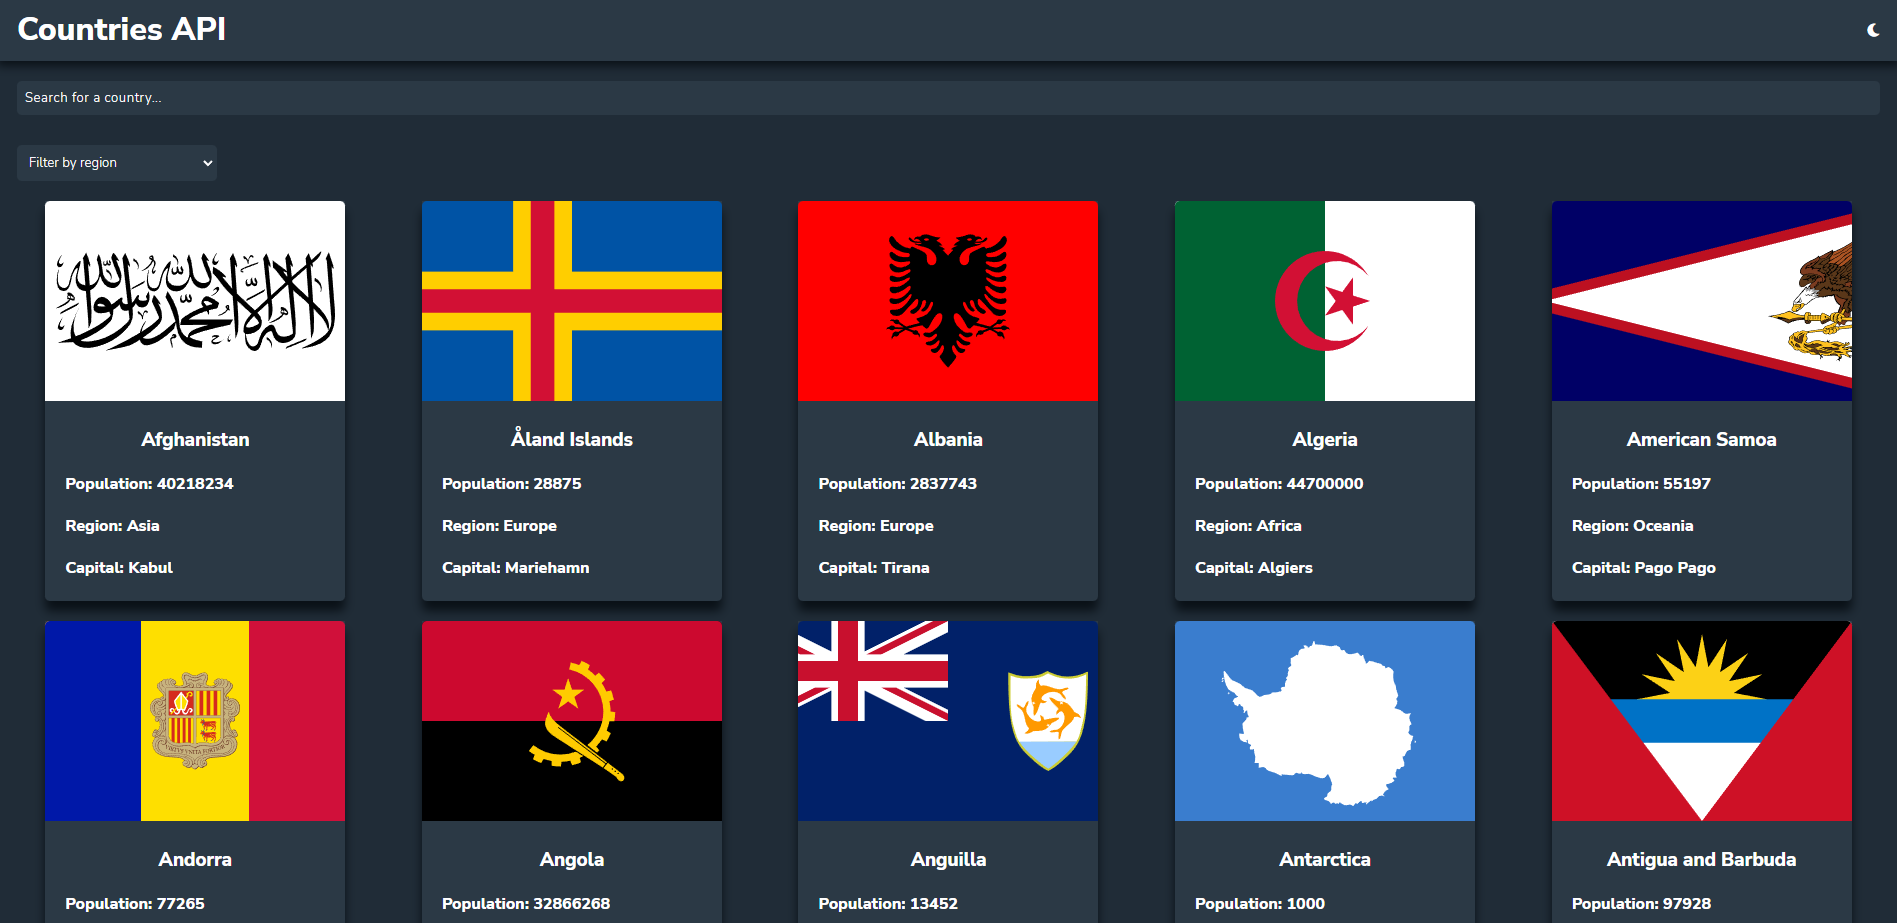 Countries API
Search for a country...
Filter by region
لا إله إلا الله محمد رسول الله
Afghanistan
Population: 40218234
Region: Asia
Capital: Kabul
Åland Islands
Population: 28875
Region: Europe
Capital: Mariehamn
Albania
Population: 2837743
Region: Europe
Capital: Tirana
Algeria
Population: 44700000
Region: Africa
Capital: Algiers
American Samoa
Population: 55197
Region: Oceania
Capital: Pago Pago
VIRTVS VNITA FORTIOR
Andorra
Population: 77265
Angola
Population: 32866268
Anguilla
Population: 13452
Antarctica
Population: 1000
Antigua and Barbuda
Population: 97928